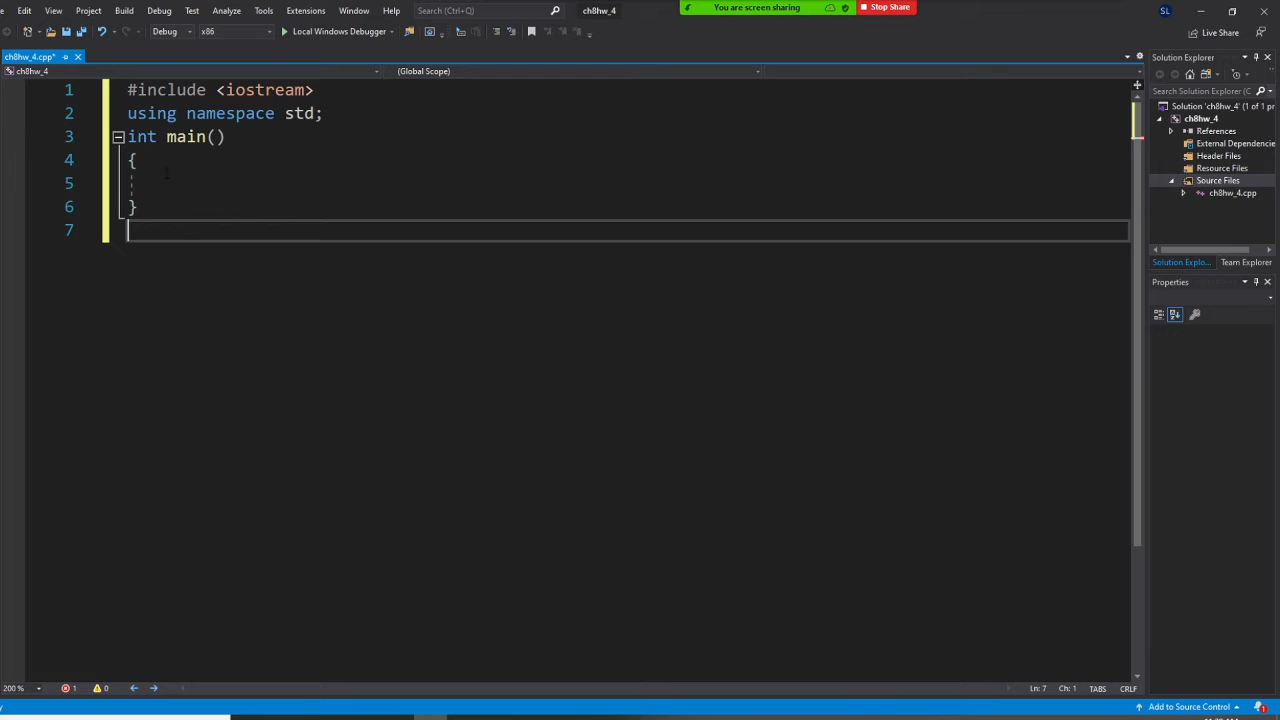 Edit View Project Build Debug Test Analyze Tools Extensions Window Help Search (Ctrl+Q) ch8hw_4 You are screen sharing Stop Share SL
Debug x86 Local Windows Debugger Live Share
ch8hw_4.cpp* Solution Explorer
ch8hw_4 (Global Scope)
Search Solution Explorer (C
Solution 'ch8hw_4' (1 of 1 pr
ch8hw_4
References
External Dependencie
Header Files
Resource Files
Source Files
ch8hw_4.cpp
Solution Explo... Team Explorer
Properties
1 #include <iostream>
2 using namespace std;
3 int main()
4 {
5
6 }
7
200 % 1 0 Ln: 7 Ch: 1 TABS CRLF
Add to Source Control 1